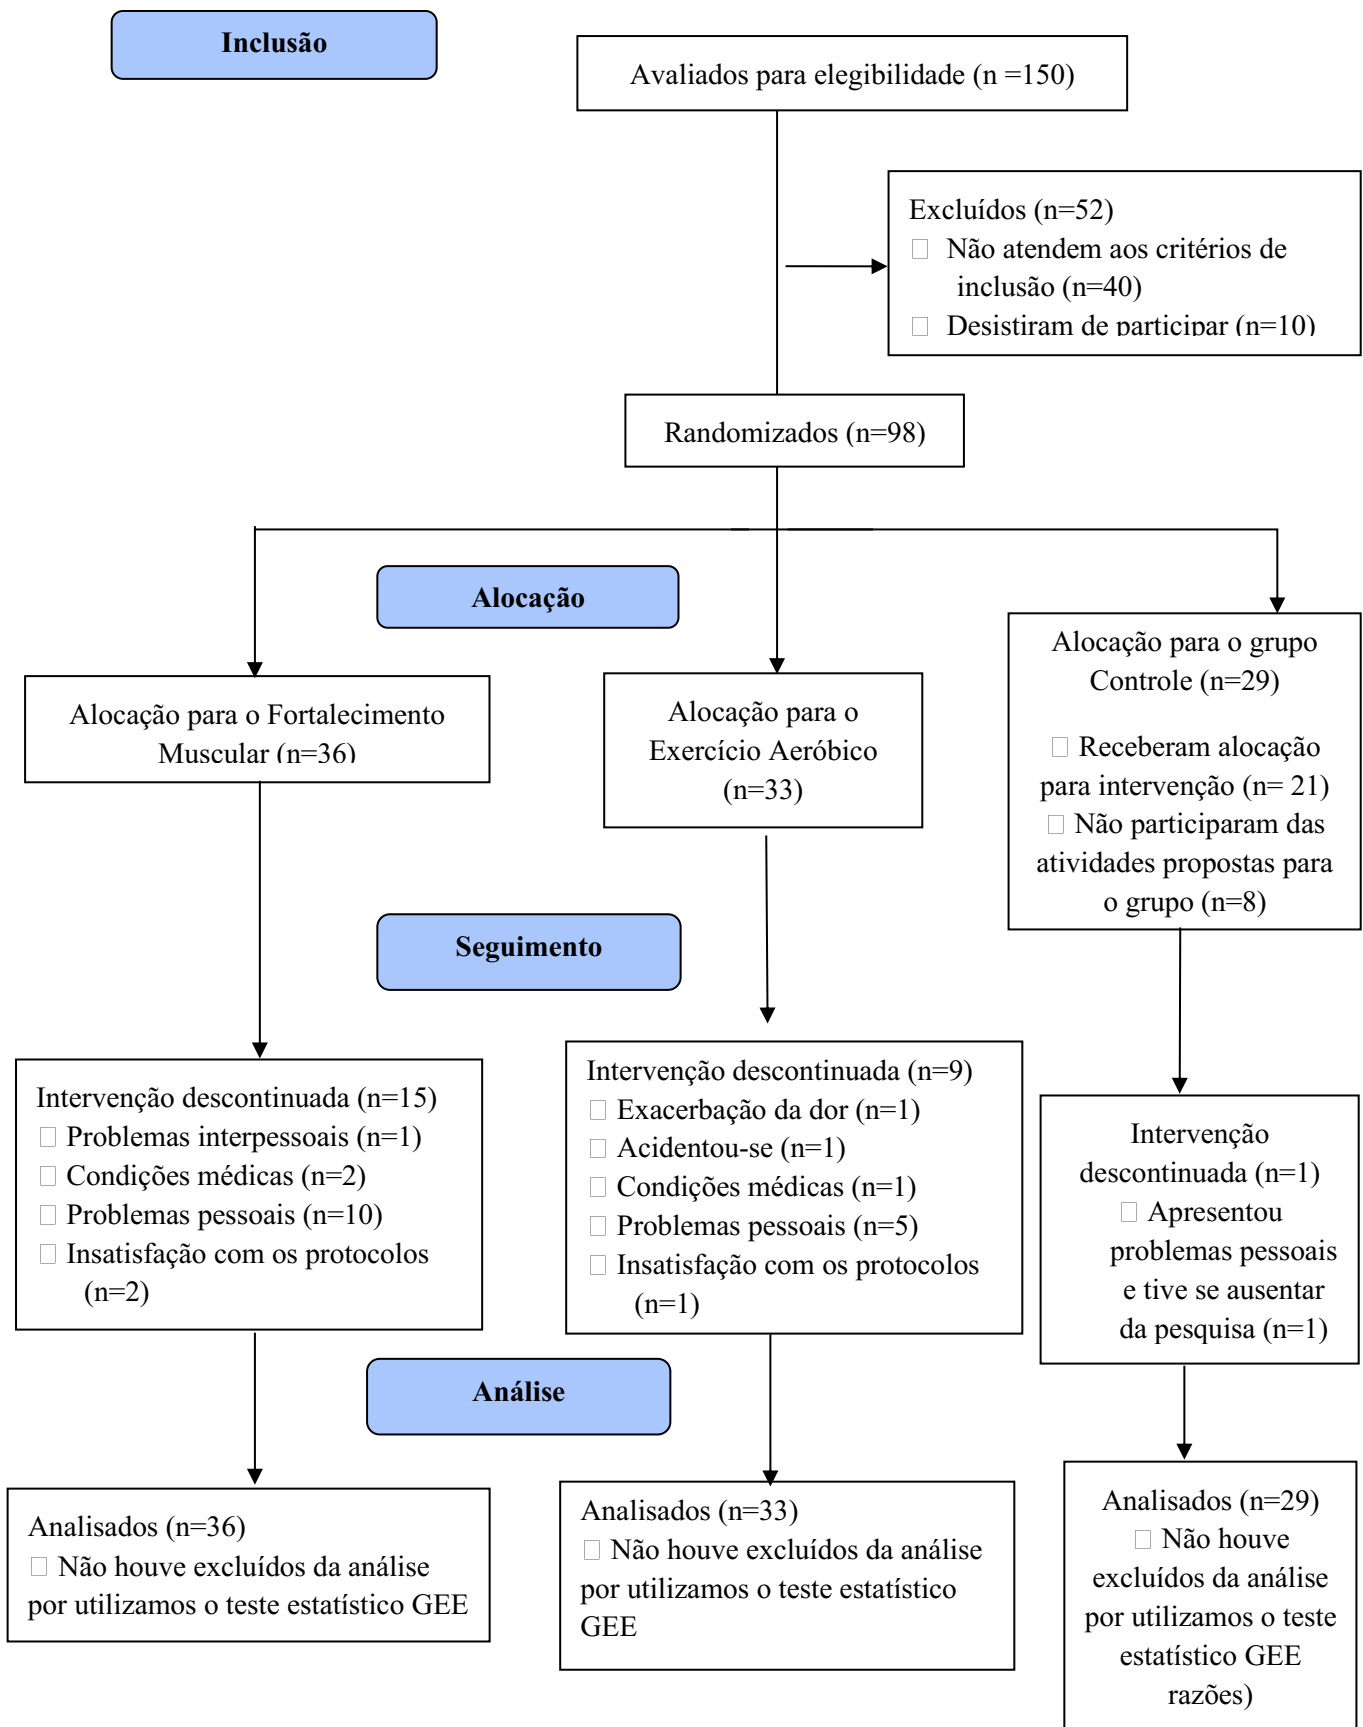 Inclusão
Avaliados para elegibilidade (n =150)
Excluídos (n=52)
Não atendem aos critérios de
inclusão (n=40)
Desistiram de participar (n=10)
Randomizados (n=98)
Alocação
Alocação para o Fortalecimento
Muscular (n=36)
Alocação para o
Exercício Aeróbico
(n=33)
Alocação para o grupo
Controle (n=29)
Receberam alocação
para intervenção (n= 21)
Não participaram das
atividades propostas para
o grupo (n=8)
Seguimento
Intervenção descontinuada (n=15)
Problemas interpessoais (n=1)
Condições médicas (n=2)
Problemas pessoais (n=10)
Insatisfação com os protocolos
(n=2)
Intervenção descontinuada (n=9)
Exacerbação da dor (n=1)
Acidentou-se (n=1)
Condições médicas (n=1)
Problemas pessoais (n=5)
Insatisfação com os protocolos
(n=1)
Intervenção
descontinuada (n=1)
Apresentou
problemas pessoais
e tive se ausentar
da pesquisa (n=1)
Análise
Analisados (n=36)
Não houve excluídos da análise
por utilizamos o teste estatístico GEE
Analisados (n=33)
Não houve excluídos da análise
por utilizamos o teste estatístico
GEE
Analisados (n=29)
Não houve
excluídos da análise
por utilizamos o teste
estatístico GEE
razões)